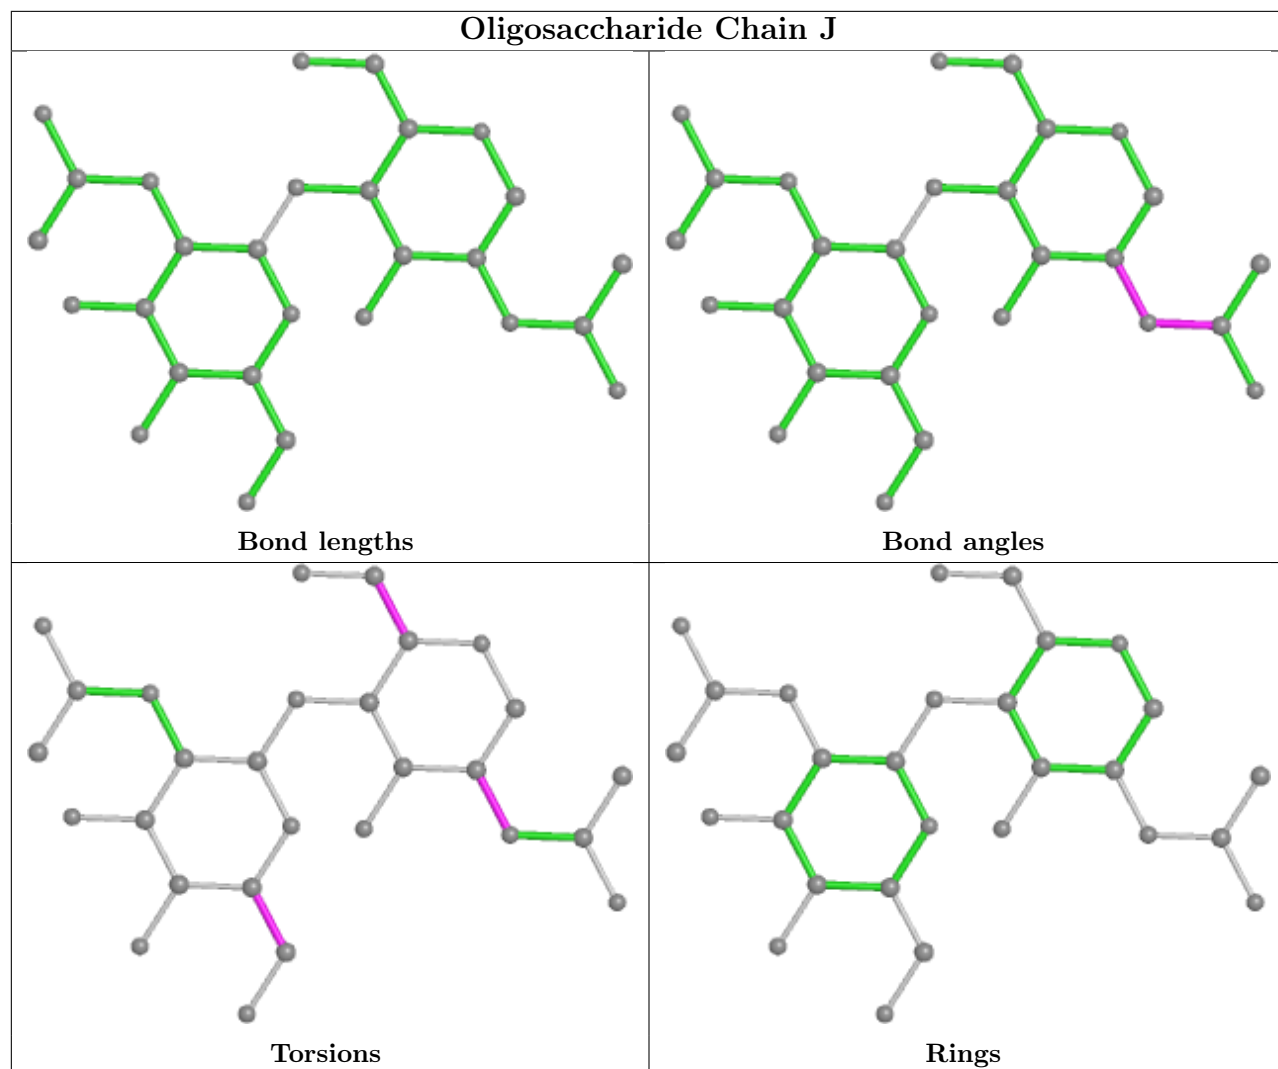 Oligosaccharide Chain J
Bond lengths
Bond angles
Torsions
Rings